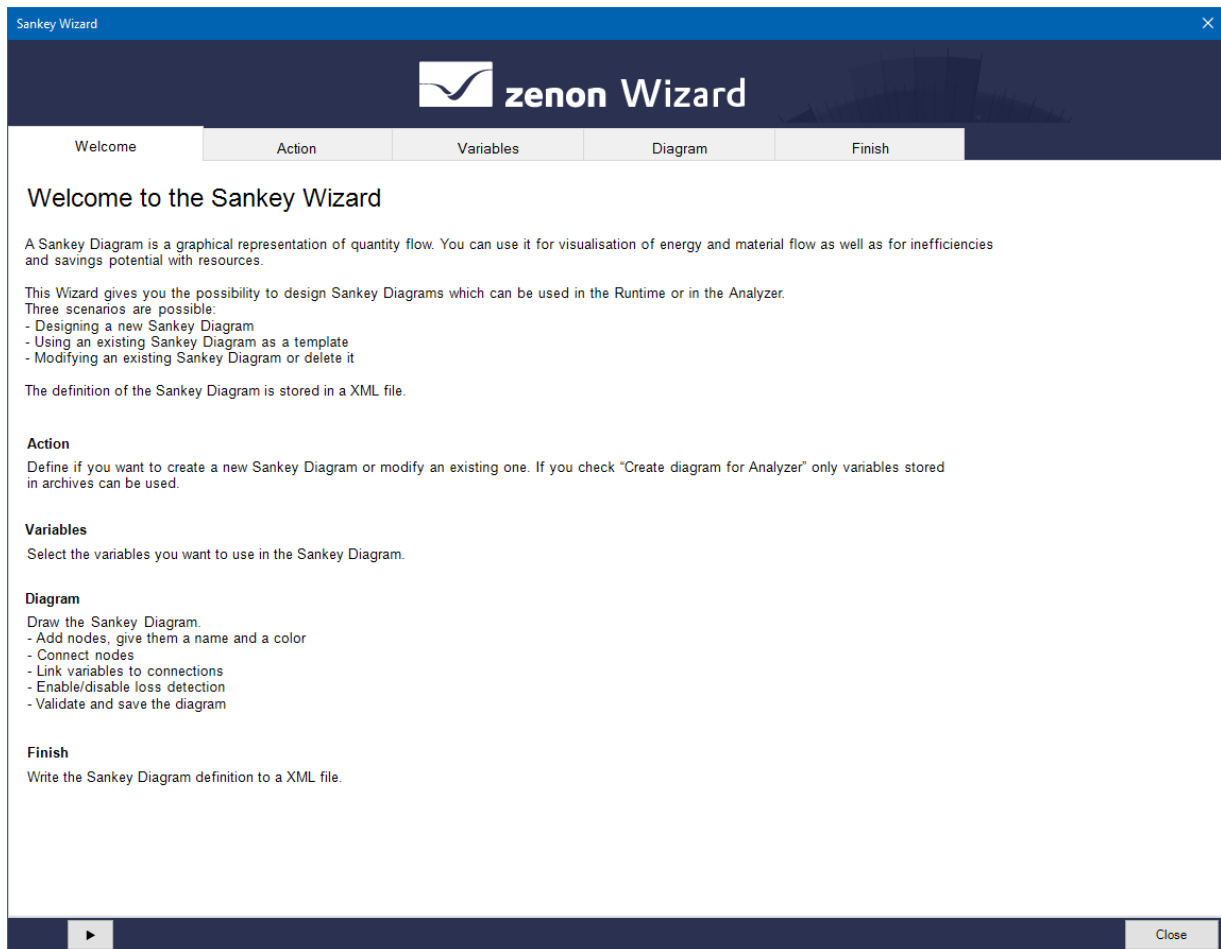 Sankey Wizard
zenon Wizard
Welcome
Action
Variables
Diagram
Finish
Welcome to the Sankey Wizard
A Sankey Diagram is a graphical representation of quantity flow. You can use it for visualisation of energy and material flow as well as for inefficiencies
and savings potential with resources.
This Wizard gives you the possibility to design Sankey Diagrams which can be used in the Runtime or in the Analyzer.
Three scenarios are possible:
- Designing a new Sankey Diagram
- Using an existing Sankey Diagram as a template
- Modifying an existing Sankey Diagram or delete it
The definition of the Sankey Diagram is stored in a XML file.
Action
Define if you want to create a new Sankey Diagram or modify an existing one. If you check “Create diagram for Analyzer” only variables stored
in archives can be used.
Variables
Select the variables you want to use in the Sankey Diagram.
Diagram
Draw the Sankey Diagram.
- Add nodes, give them a name and a color
- Connect nodes
- Link variables to connections
- Enable/disable loss detection
- Validate and save the diagram
Finish
Write the Sankey Diagram definition to a XML file.
Close